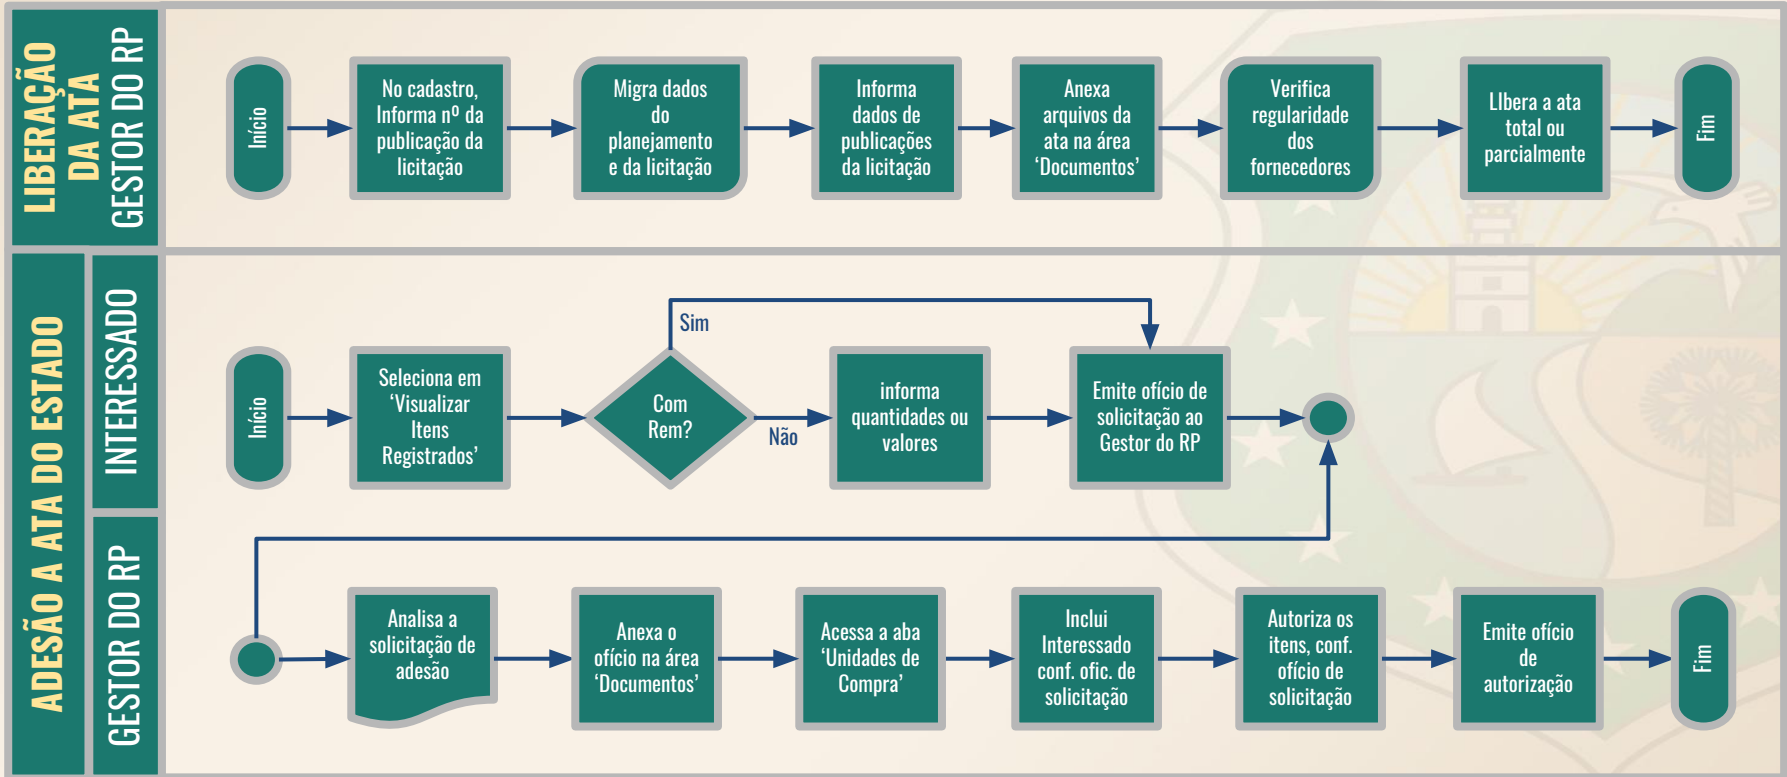 LIBERAÇÃO
DA ATA
GESTOR DO RP
Início
No cadastro,
Informa nº da
publicação da
licitação
Migra dados
do
planejamento
e da licitação
Informa
dados de
publicações
da licitação
Anexa
arquivos da
ata na área
‘Documentos’
Verifica
regularidade
dos
fornecedores
LIbera a ata
total ou
parcialmente
Fim
ADESÃO A ATA DO ESTADO
INTERESSADO
Início
Seleciona em
‘Visualizar
Itens
Registrados’
Com
Rem?
Sim
Não
informa
quantidades ou
valores
Emite ofício de
solicitação ao
Gestor do RP
GESTOR DO RP
Analisa a
solicitação de
adesão
Anexa o
ofício na área
‘Documentos’
Acessa a aba
‘Unidades de
Compra’
Inclui
Interessado
conf. ofic. de
solicitação
Autoriza os
itens, conf.
ofício de
solicitação
Emite ofício
de
autorização
Fim